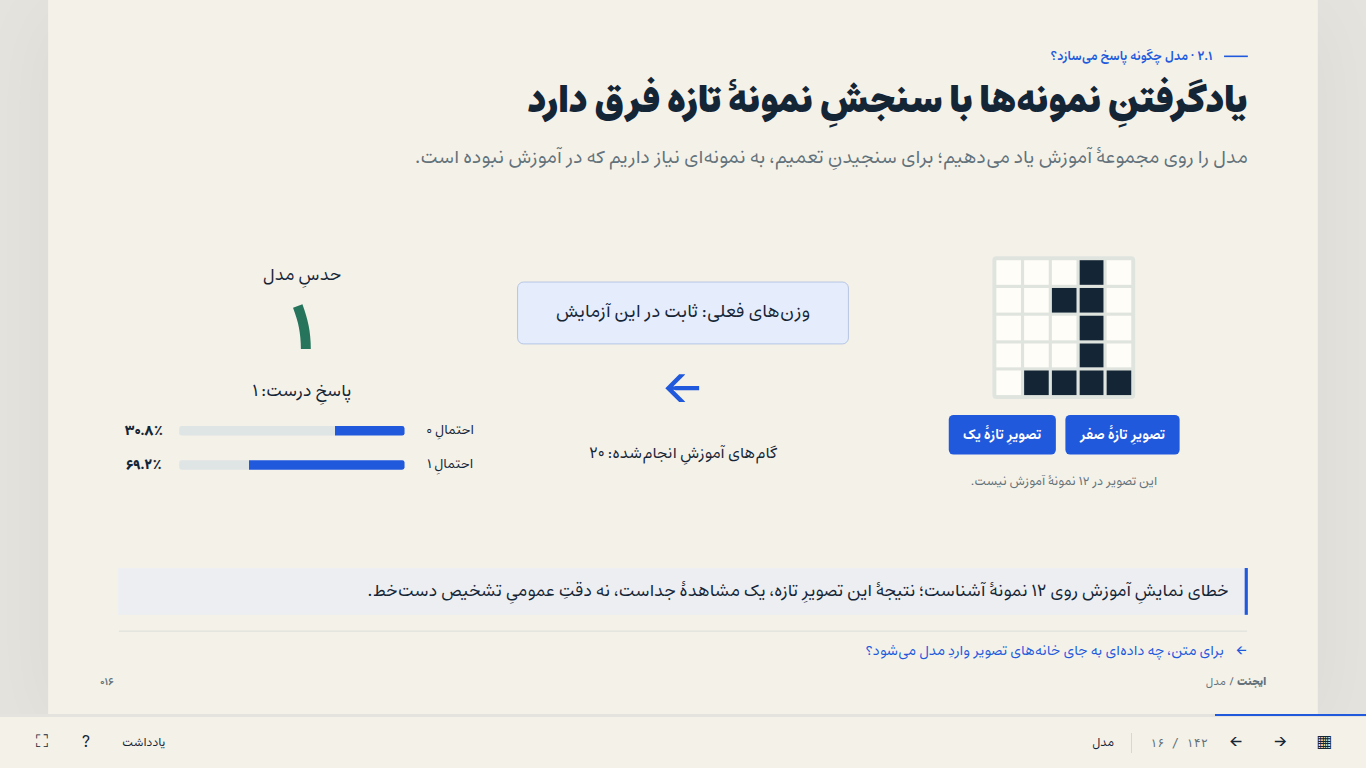 ۲.۱ · مدل چگونه پاسخ می‌سازد؟
یادگرفتنِ نمونه‌ها با سنجشِ نمونهٔ تازه فرق دارد
مدل را روی مجموعهٔ آموزش یاد می‌دهیم؛ برای سنجیدنِ تعمیم، به نمونه‌ای نیاز داریم که در آموزش نبوده است.
تصویرِ تازهٔ صفر
تصویرِ تازهٔ یک
این تصویر در ۱۲ نمونهٔ آموزش نیست.
وزن‌های فعلی: ثابت در این آزمایش
←
گام‌های آموزشِ انجام‌شده: ۲۰
حدسِ مدل
۱
پاسخِ درست: ۱
احتمالِ ۰ ۳۰.۸٪
احتمالِ ۱ ۶۹.۲٪
خطای نمایشِ آموزش روی ۱۲ نمونهٔ آشناست؛ نتیجهٔ این تصویرِ تازه، یک مشاهدهٔ جداست، نه دقتِ عمومیِ تشخیص دست‌خط.
← برای متن، چه داده‌ای به جای خانه‌های تصویر واردِ مدل می‌شود؟
ایجنت / مدل
۰۱۶
→ ← ۱۶ / ۱۴۲ مدل
یادداشت ?